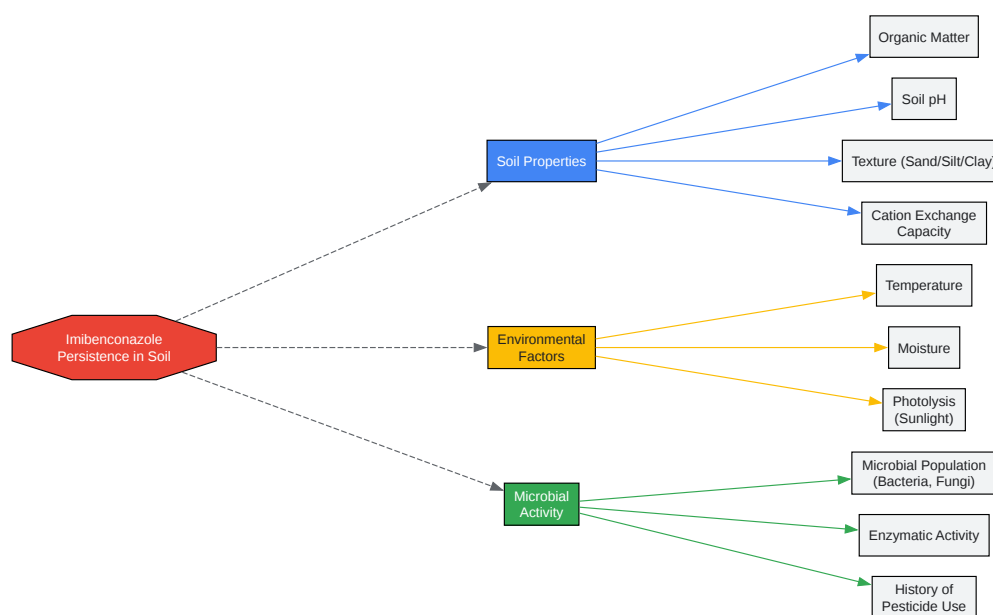 Organic Matter
Soil pH
Soil Properties
Texture (Sand/Silt/Clay)
Cation Exchange
Capacity
Temperature
Imibenconazole
Persistence in Soil
Environmental
Factors
Moisture
Photolysis
(Sunlight)
Microbial Population
(Bacteria, Fungi)
Microbial
Activity
Enzymatic Activity
History of
Pesticide Use